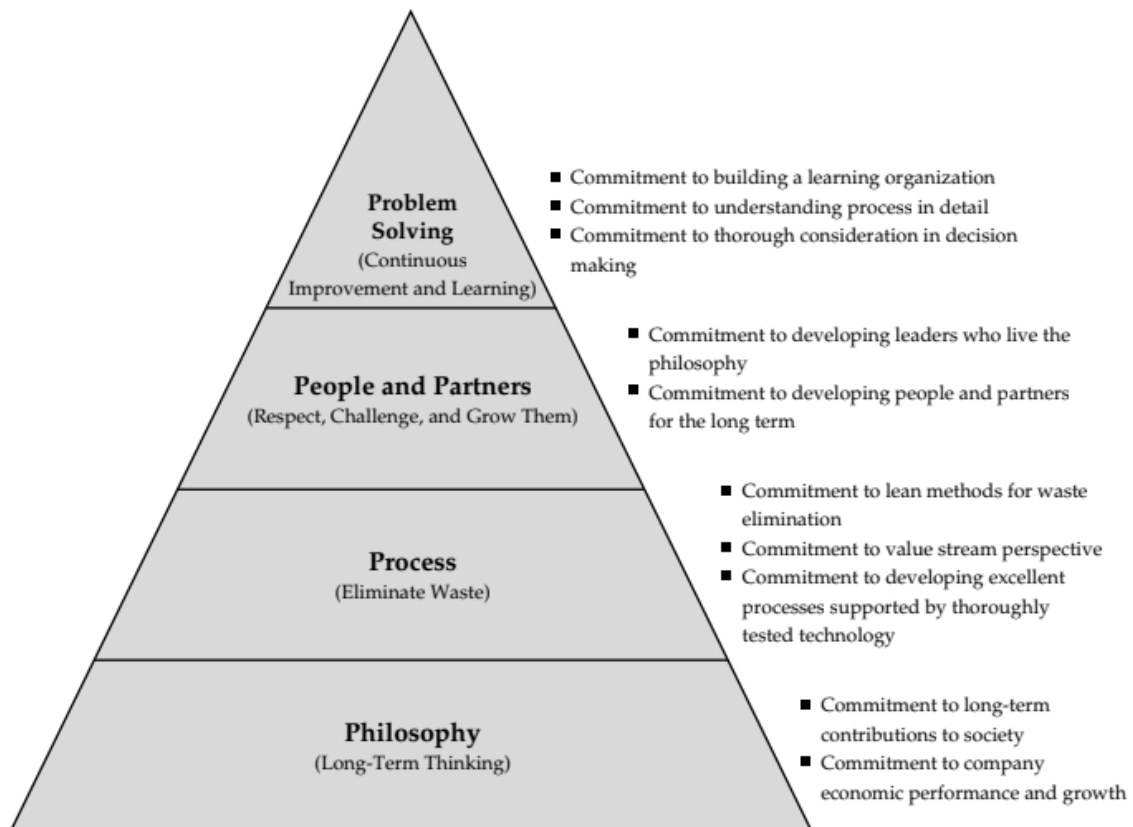 Problem
Solving
(Continuous
Improvement and Learning)
■ Commitment to building a learning organization
■ Commitment to understanding process in detail
■ Commitment to thorough consideration in decision
making
People and Partners
(Respect, Challenge, and Grow Them)
■ Commitment to developing leaders who live the
philosophy
■ Commitment to developing people and partners
for the long term
Process
(Eliminate Waste)
■ Commitment to lean methods for waste
elimination
■ Commitment to value stream perspective
■ Commitment to developing excellent
processes supported by thoroughly
tested technology
Philosophy
(Long-Term Thinking)
■ Commitment to long-term
contributions to society
■ Commitment to company
economic performance and growth